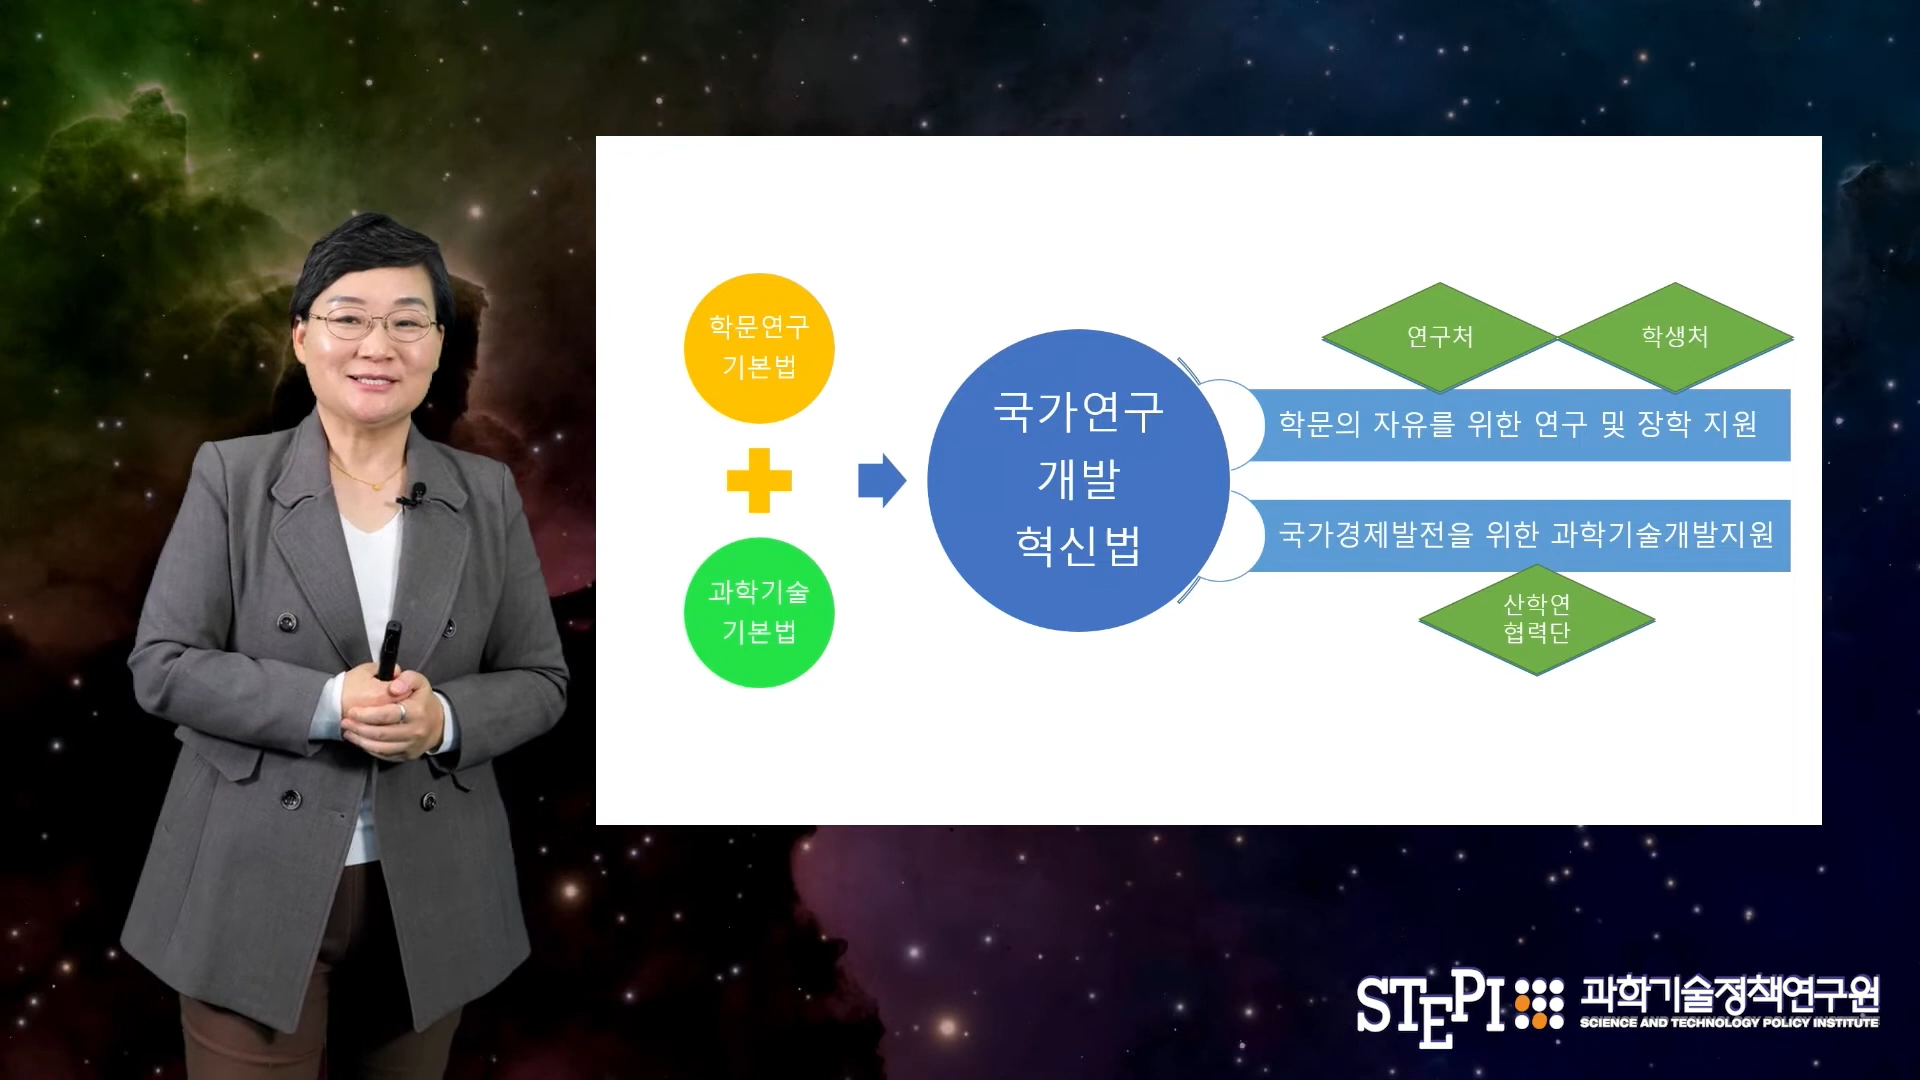 학문연구
기본법
과학기술
기본법
국가연구
개발
혁신법
연구처
학생처
학문의 자유를 위한 연구 및 장학 지원
국가경제발전을 위한 과학기술개발지원
산학연
협력단
STEPI
과학기술정책연구원
SCIENCE AND TECHNOLOGY POLICY INSTITUTE